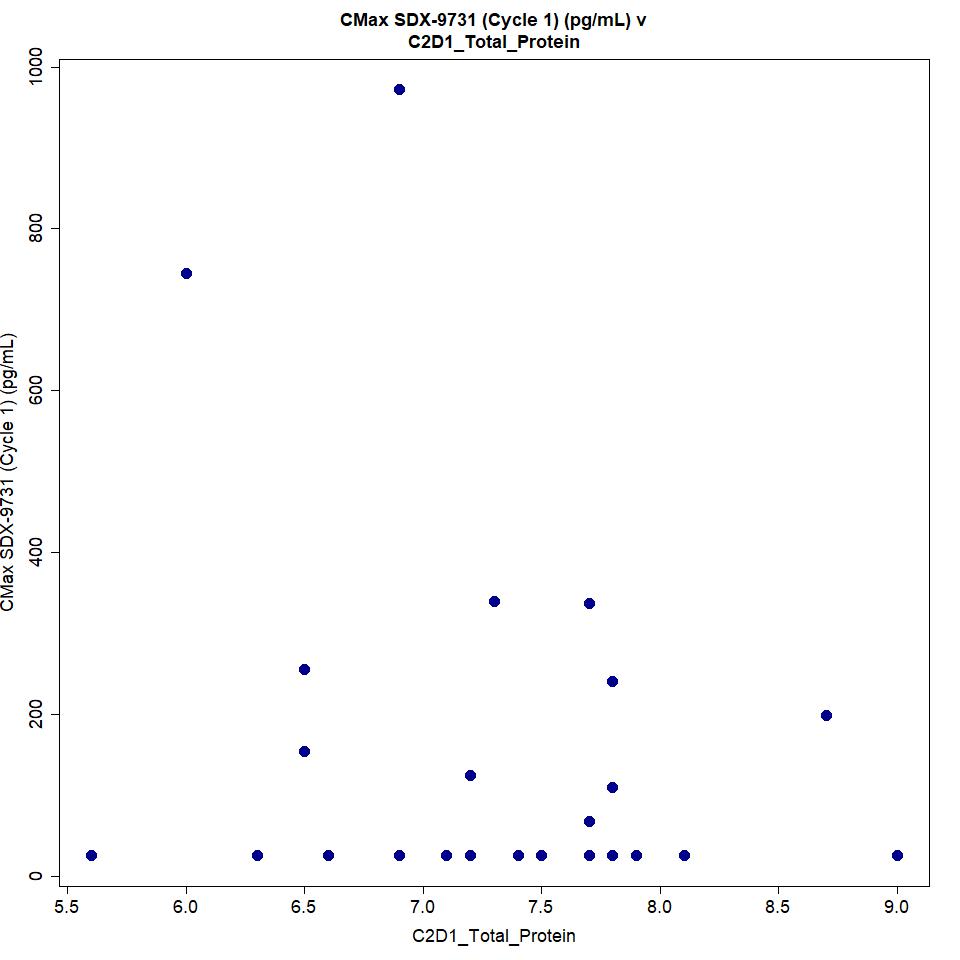 CMax SDX-9731 (Cycle 1) (pg/mL) v
C2D1_Total_Protein
CMax SDX-9731 (Cycle 1) (pg/mL)
1000
800
600
400
200
0
5.5 6.0 6.5 7.0 7.5 8.0 8.5 9.0
C2D1_Total_Protein